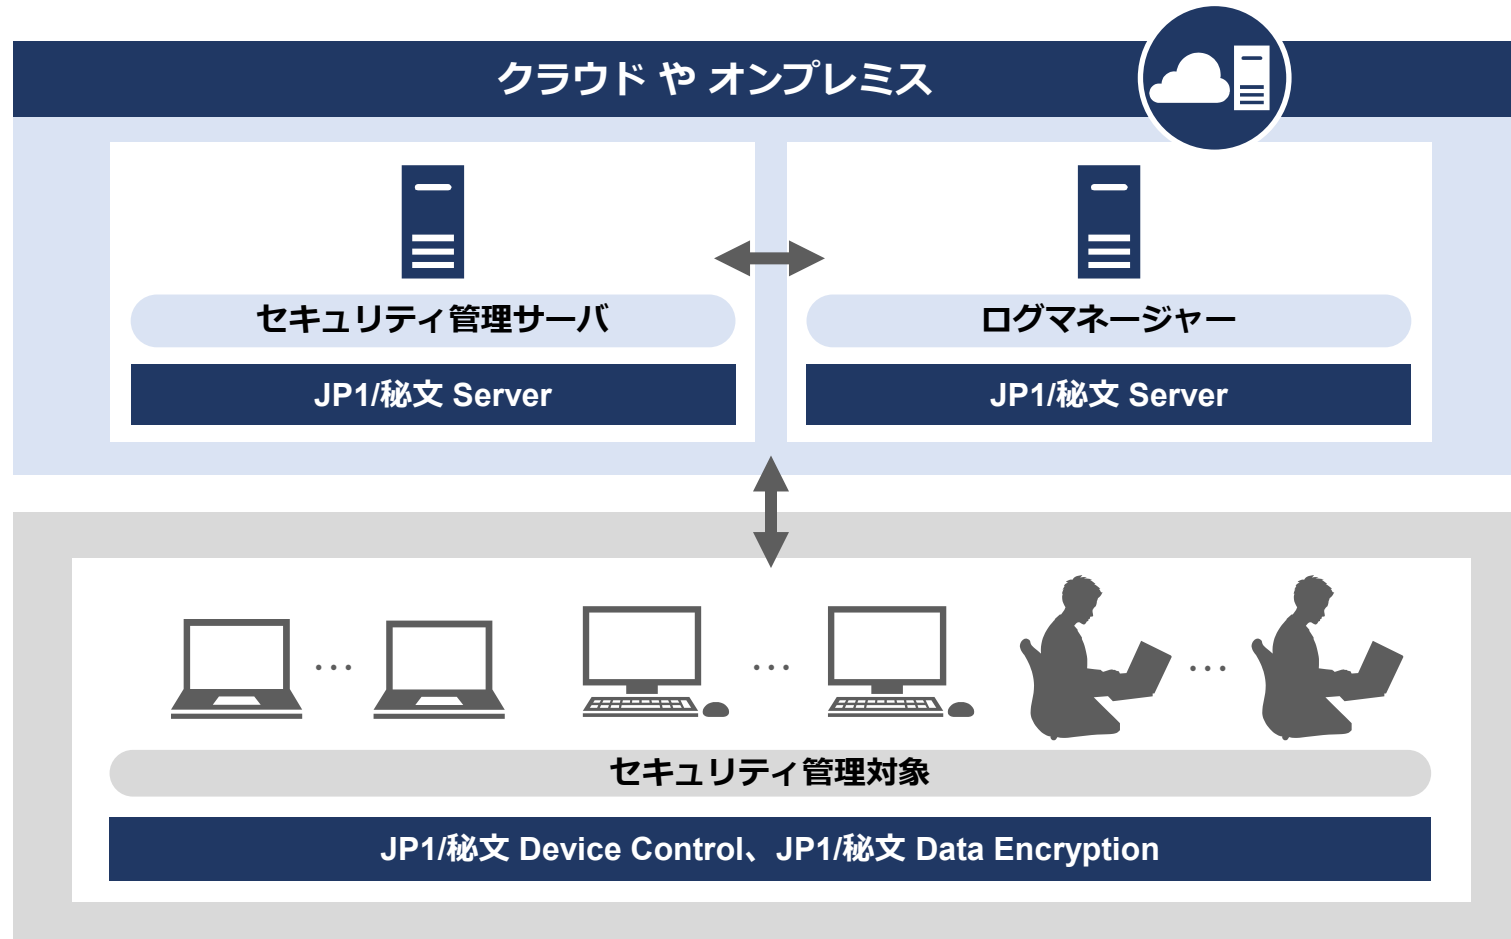 クラウド や オンプレミス
セキュリティ管理サーバ
JP1/秘文 Server
ログマネージャー
JP1/秘文 Server
… … …
セキュリティ管理対象
JP1/秘文 Device Control、JP1/秘文 Data Encryption